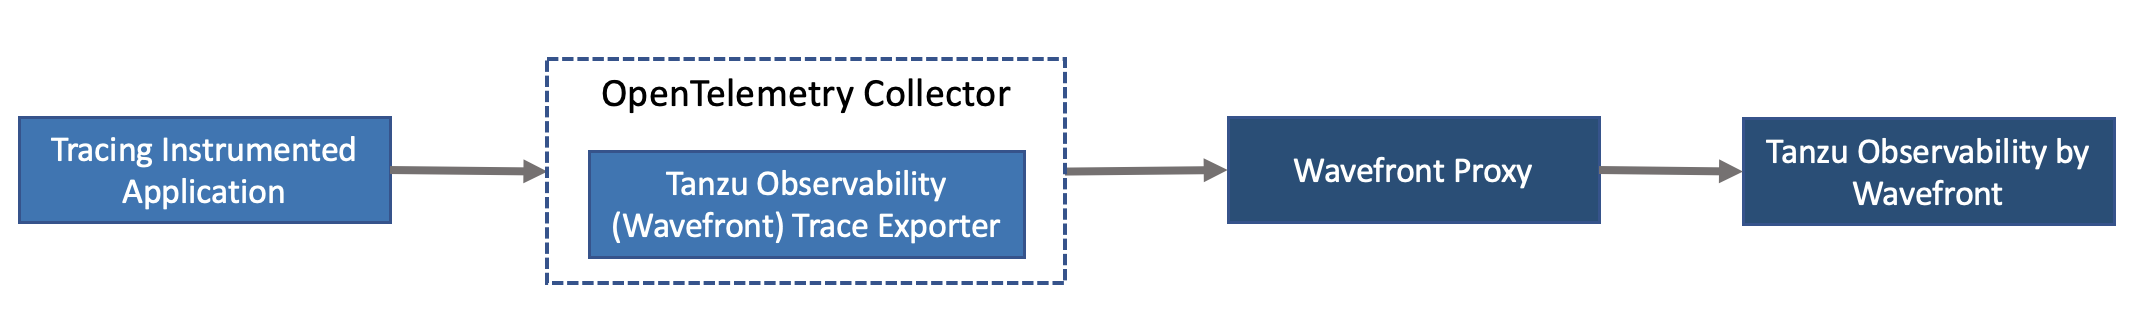 Tracing Instrumented
Application
OpenTelemetry Collector
Tanzu Observability
(Wavefront) Trace Exporter
Wavefront Proxy
Tanzu Observability by
Wavefront